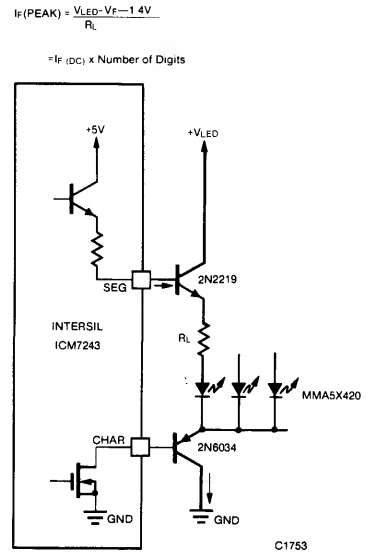 IF(PEAK) = VLED-VF—1 4V
RL
=IF (DC) x Number of Digits
+5V
+VLED
SEG
2N2219
INTERSIL
ICM7243
RL
MMA5X420
CHAR
2N6034
GND
GND
C1753